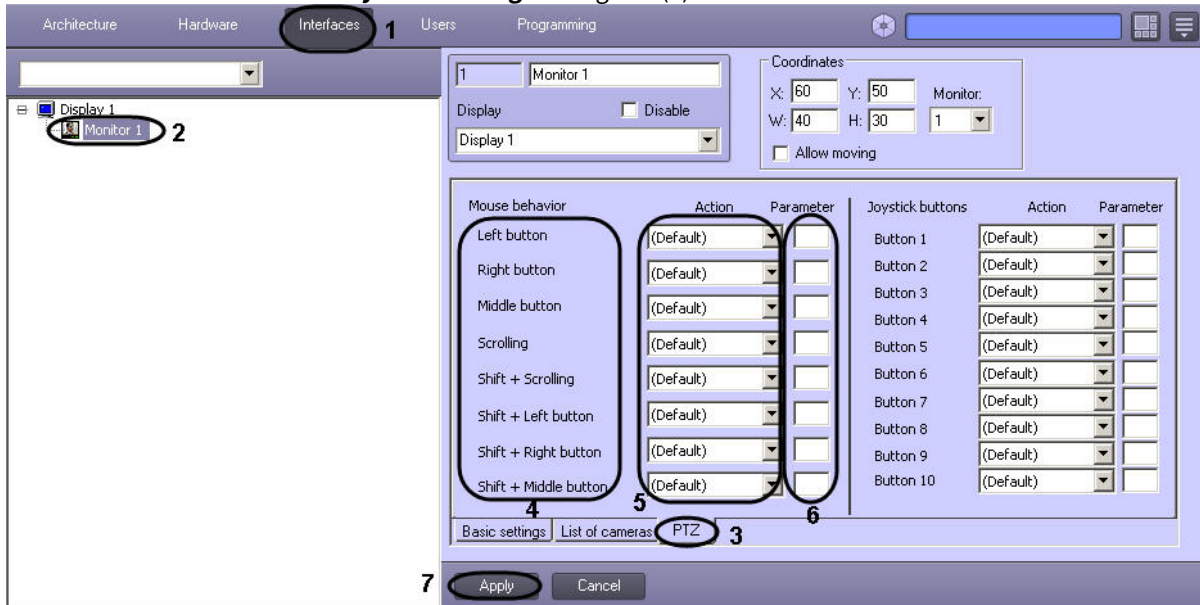 Architecture Hardware Interfaces 1 Users Programming
1 Monitor 1
Display Disable
Display 1
Coordinates
X: 60 Y: 50 Monitor:
W: 40 H: 30 1
Allow moving
Display 1
Monitor 1 2
Mouse behavior Action Parameter Joystick buttons Action Parameter
Left button (Default)
Right button (Default)
Middle button (Default)
Scrolling (Default)
Shift + Scrolling (Default)
Shift + Left button (Default)
Shift + Right button (Default)
Shift + Middle button (Default)
4 5 6
Button 1 (Default)
Button 2 (Default)
Button 3 (Default)
Button 4 (Default)
Button 5 (Default)
Button 6 (Default)
Button 7 (Default)
Button 8 (Default)
Button 9 (Default)
Button 10 (Default)
Basic settings List of cameras PTZ 3
7 Apply Cancel